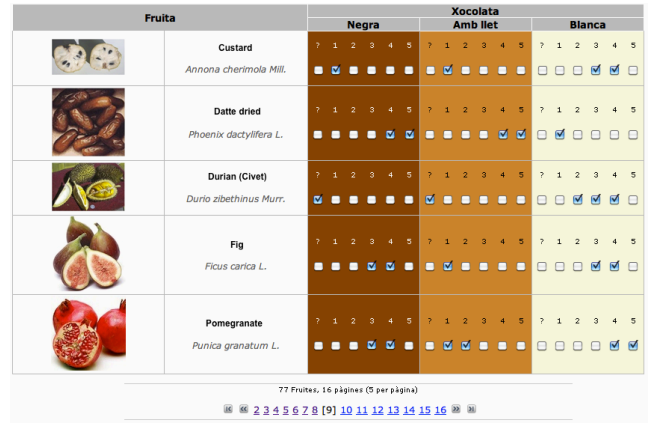 Fruita
Xocolata
Negra Amb llet Blanca
Custard
Annona cherimola Mill.
? 1 2 3 4 5 ? 1 2 3 4 5 ? 1 2 3 4 5
Datte dried
Phoenix dactylifera L.
? 1 2 3 4 5 ? 1 2 3 4 5 ? 1 2 3 4 5
Durian (Civet)
Durio zibethinus Murr.
? 1 2 3 4 5 ? 1 2 3 4 5 ? 1 2 3 4 5
Fig
Ficus carica L.
? 1 2 3 4 5 ? 1 2 3 4 5 ? 1 2 3 4 5
Pomegranate
Punica granatum L.
? 1 2 3 4 5 ? 1 2 3 4 5 ? 1 2 3 4 5
77 Fruites, 16 pàgines (5 per pàgina)
2 3 4 5 6 7 8 [9] 10 11 12 13 14 15 16